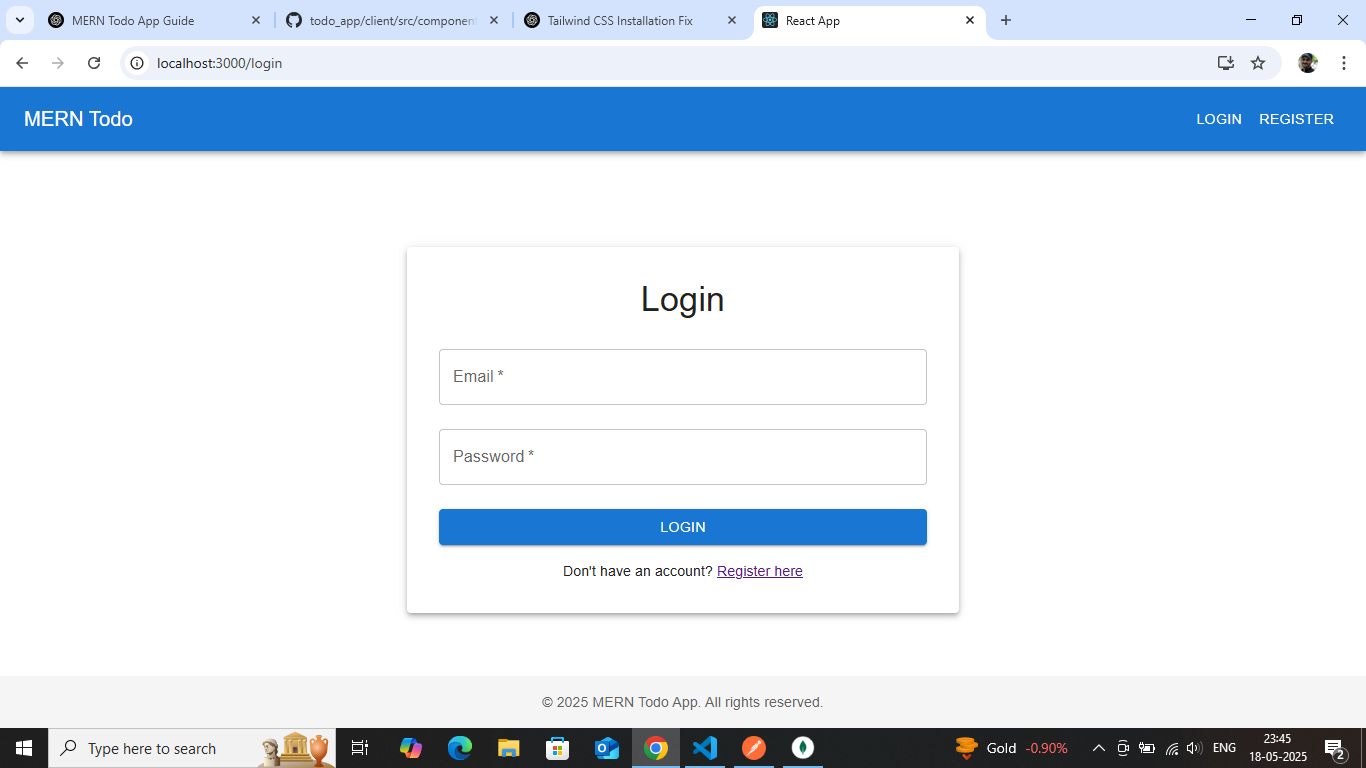 MERN Todo App Guide
todo_app/client/src/component
Tailwind CSS Installation Fix
React App
localhost:3000/login
MERN Todo
LOGIN
REGISTER
Login
Email *
Password *
LOGIN
Don't have an account? Register here
© 2025 MERN Todo App. All rights reserved.
Type here to search
Gold -0.90%
ENG
23:45
18-05-2025
2